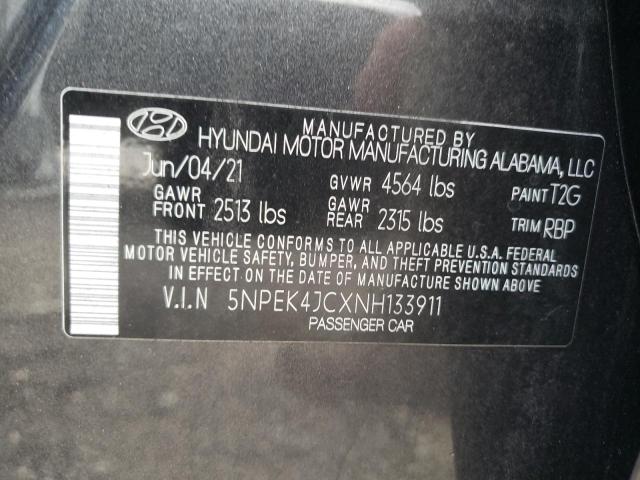 MANUFACTURED BY
HYUNDAI MOTOR MANUFACTURING ALABAMA, LLC
Jun/04/21 GVWR 4564 lbs PAINT T2G
GAWR FRONT 2513 lbs GAWR REAR 2315 lbs TRIM RBP
THIS VEHICLE CONFORMS TO ALL APPLICABLE U.S.A. FEDERAL
MOTOR VEHICLE SAFETY, BUMPER, AND THEFT PREVENTION STANDARDS
IN EFFECT ON THE DATE OF MANUFACTURE SHOWN ABOVE.
V.I.N 5NPEK4JCXNH133911
PASSENGER CAR